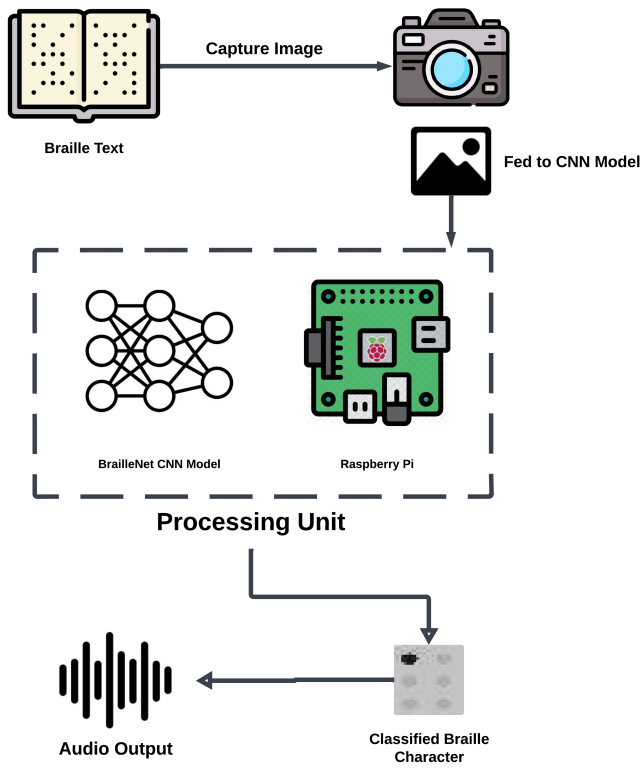 Capture Image
Braille Text
Fed to CNN Model
BrailleNet CNN Model
Raspberry Pi
Processing Unit
Audio Output
Classified Braille
Character